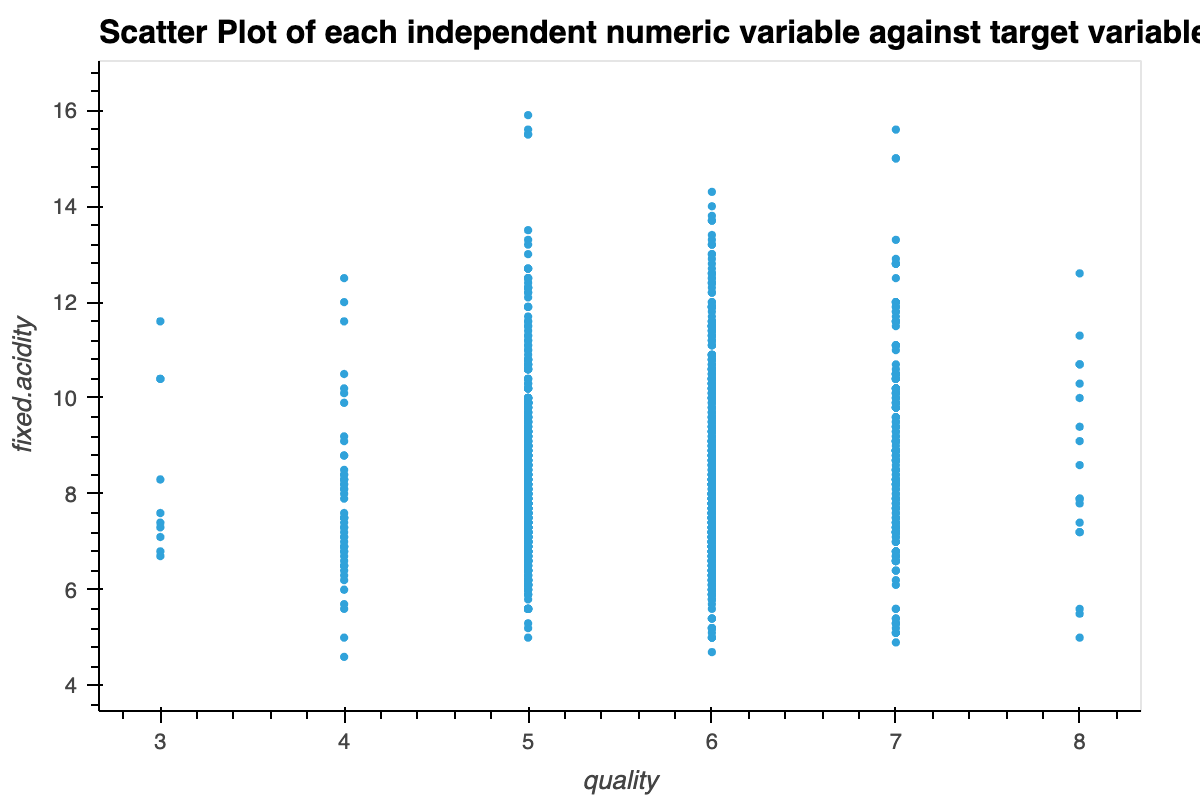 Scatter Plot of each independent numeric variable against target variable
16
14
12
10
8
6
4
fixed.acidity
3 4 5 6 7 8
quality